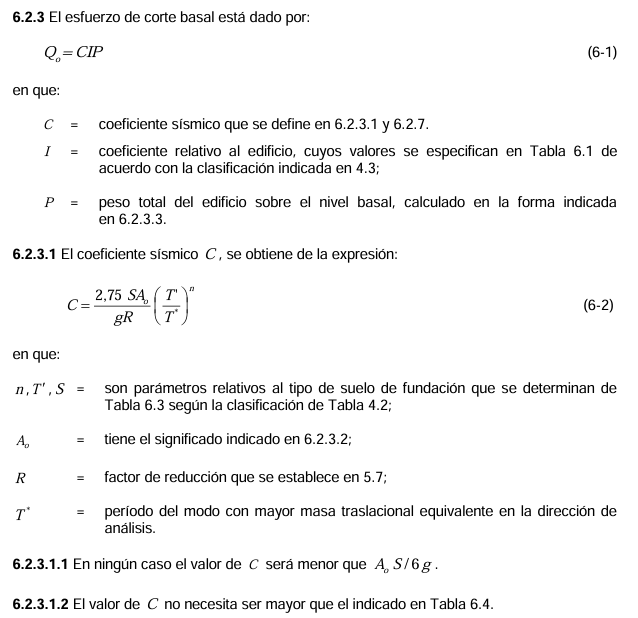 6.2.3 El esfuerzo de corte basal está dado por:
Qₒ = CIP (6-1)
en que:
C = coeficiente sísmico que se define en 6.2.3.1 y 6.2.7.
I = coeficiente relativo al edificio, cuyos valores se especifican en Tabla 6.1 de
acuerdo con la clasificación indicada en 4.3;
P = peso total del edificio sobre el nivel basal, calculado en la forma indicada
en 6.2.3.3.
6.2.3.1 El coeficiente sísmico C, se obtiene de la expresión:
C = 2,75 SAₒ / gR (T' / T*)ⁿ (6-2)
en que:
n, T', S = son parámetros relativos al tipo de suelo de fundación que se determinan de
Tabla 6.3 según la clasificación de Tabla 4.2;
Aₒ = tiene el significado indicado en 6.2.3.2;
R = factor de reducción que se establece en 5.7;
T* = período del modo con mayor masa traslacional equivalente en la dirección de
análisis.
6.2.3.1.1 En ningún caso el valor de C será menor que Aₒ S/6g.
6.2.3.1.2 El valor de C no necesita ser mayor que el indicado en Tabla 6.4.